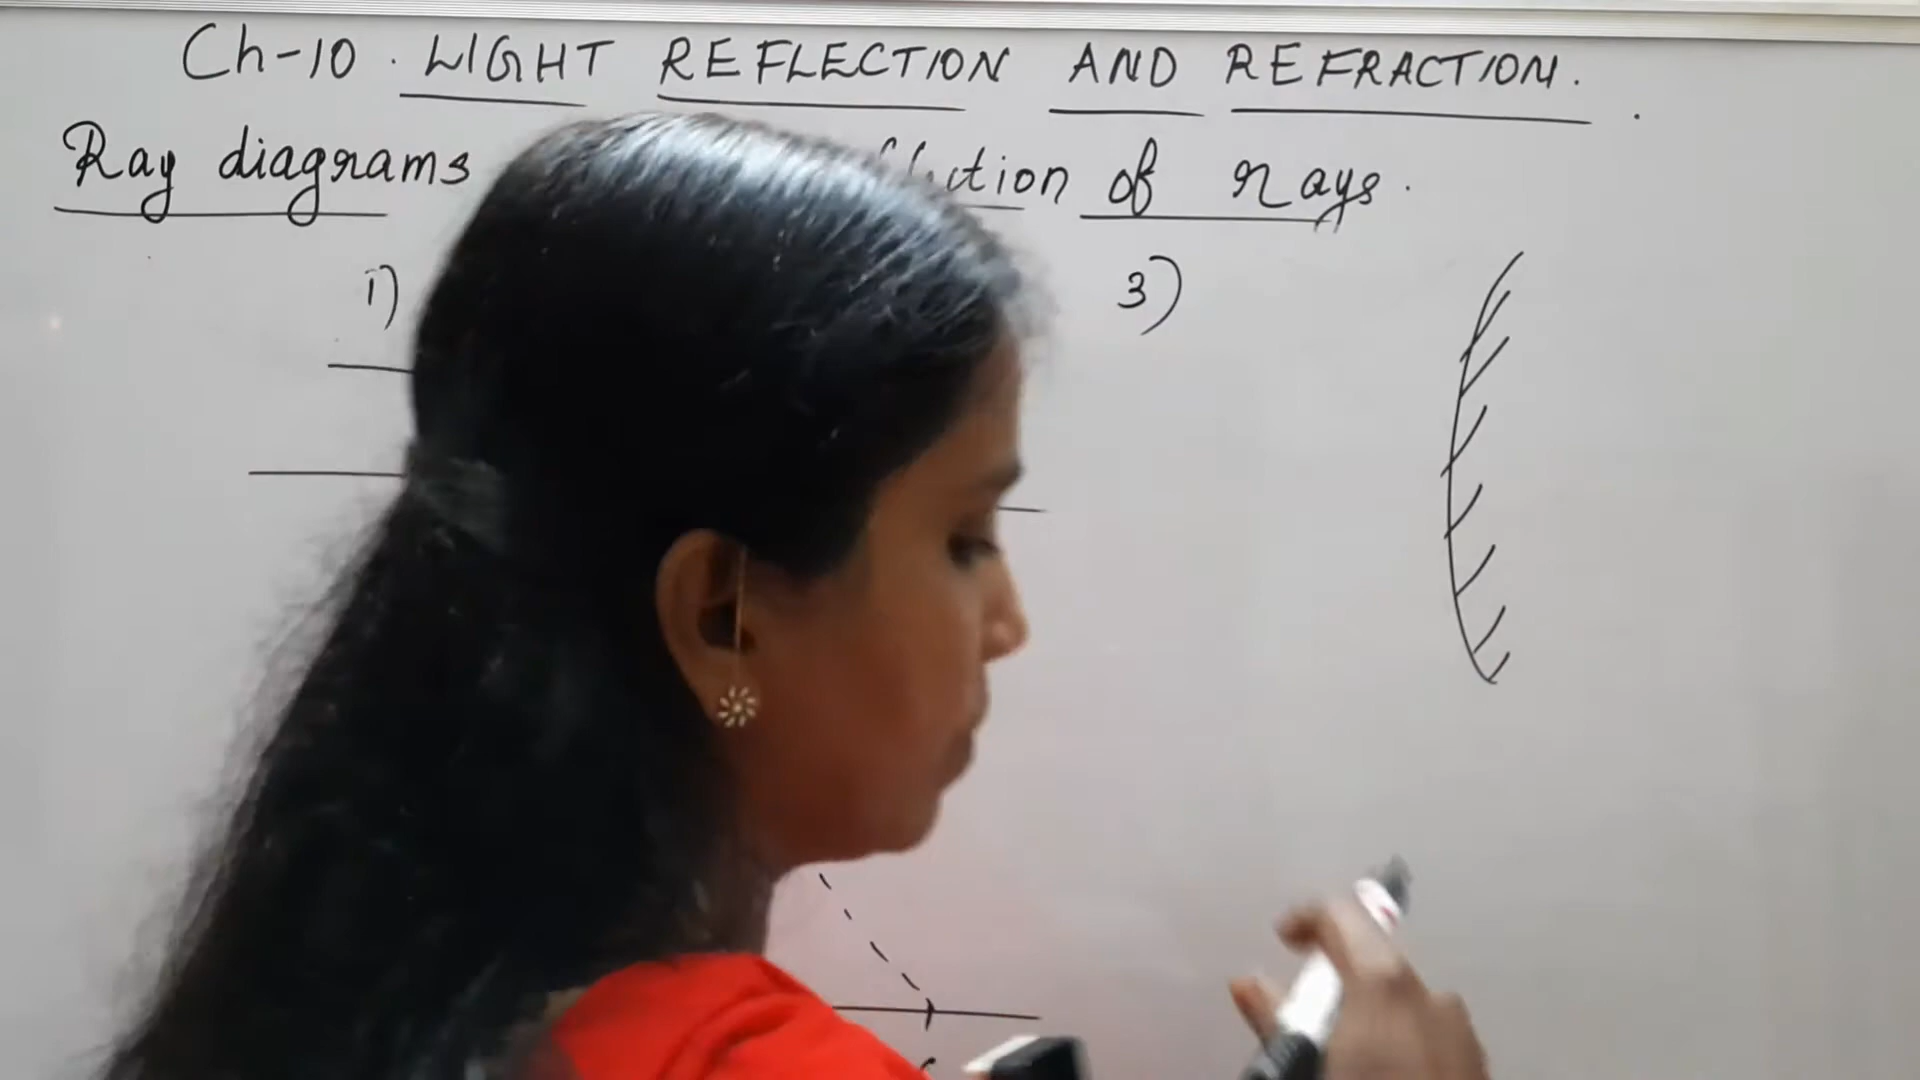 Ch-10. LIGHT REFLECTION AND REFRACTION.
Ray diagrams of rays.
1)
3)